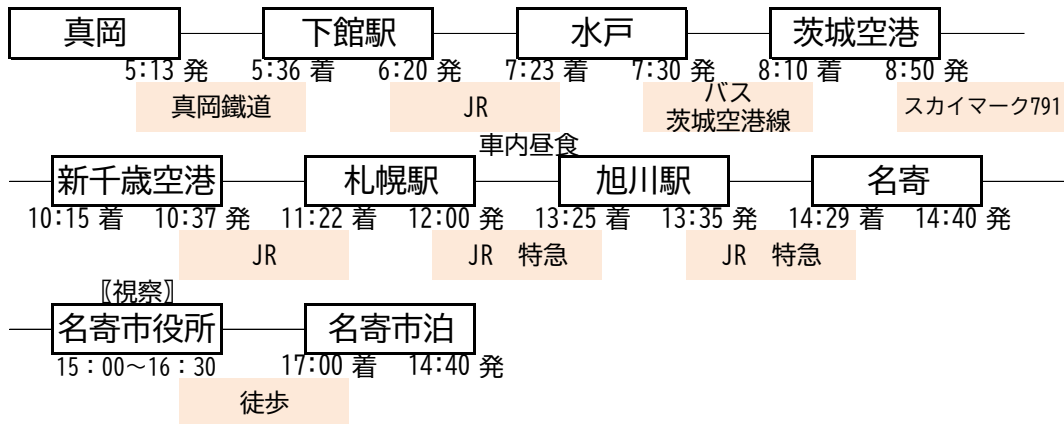 真岡 下館駅 水戸 茨城空港
5:13 発 5:36 着 6:20 発 7:23 着 7:30 発 8:10 着 8:50 発
真岡鐵道 JR バス 茨城空港線 スカイマーク791
車内昼食
新千歳空港 札幌駅 旭川駅 名寄
10:15 着 10:37 発 11:22 着 12:00 発 13:25 着 13:35 発 14:29 着 14:40 発
JR JR 特急 JR 特急
〖視察〗
名寄市役所 名寄市泊
15：00～16：30 17:00 着 14:40 発
徒歩